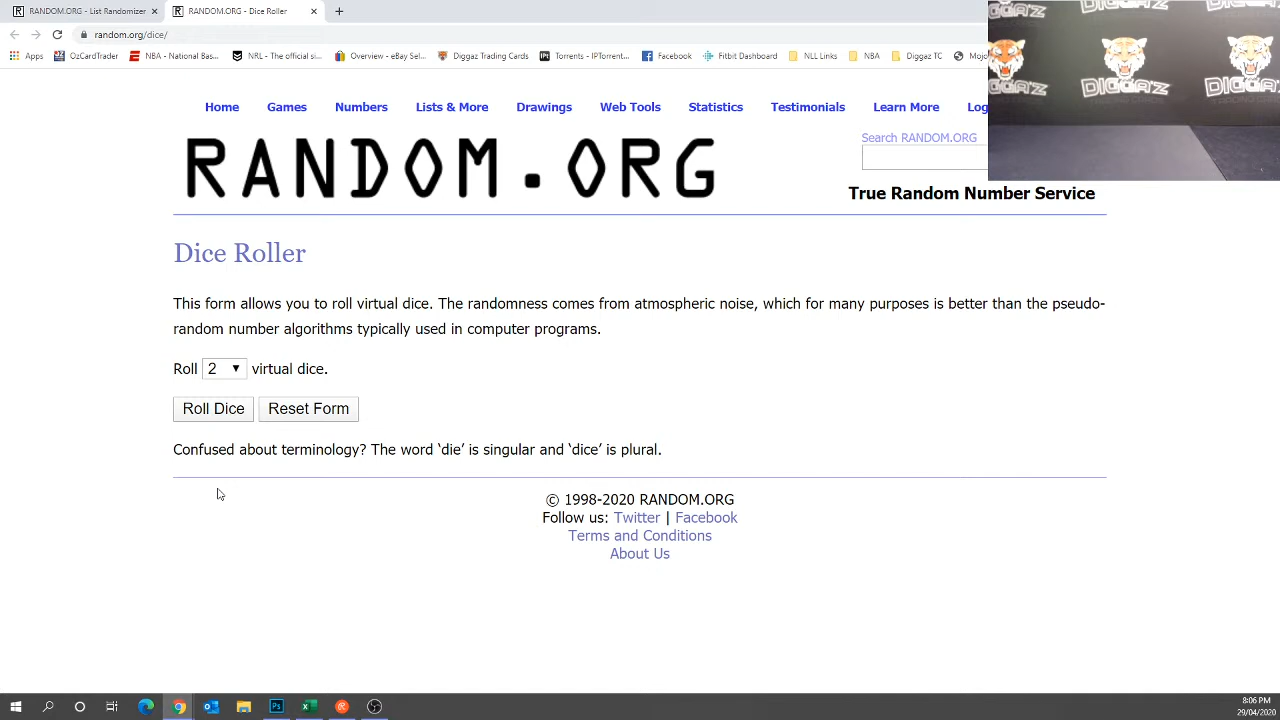 RANDOM.ORG - List Randomizer
RANDOM.ORG - Dice Roller
random.org/dice/
Apps
OzCardTrader
NBA - National Bas...
NRL - The official si...
Overview - eBay Sel...
Diggaz Trading Cards
Torrents - IPTorrent...
Facebook
Fitbit Dashboard
NLL Links
NBA
Diggaz TC
Moj
Home
Games
Numbers
Lists & More
Drawings
Web Tools
Statistics
Testimonials
Learn More
Log
DIGGA'Z
DIGGA'Z
DIGGA'Z
RANDOM.ORG
Search RANDOM.ORG
True Random Number Service
Dice Roller
This form allows you to roll virtual dice. The randomness comes from atmospheric noise, which for many purposes is better than the pseudo-
random number algorithms typically used in computer programs.
Roll 2 virtual dice.
Roll Dice
Reset Form
Confused about terminology? The word ‘die’ is singular and ‘dice’ is plural.
© 1998-2020 RANDOM.ORG
Follow us: Twitter | Facebook
Terms and Conditions
About Us
8:06 PM
29/04/2020